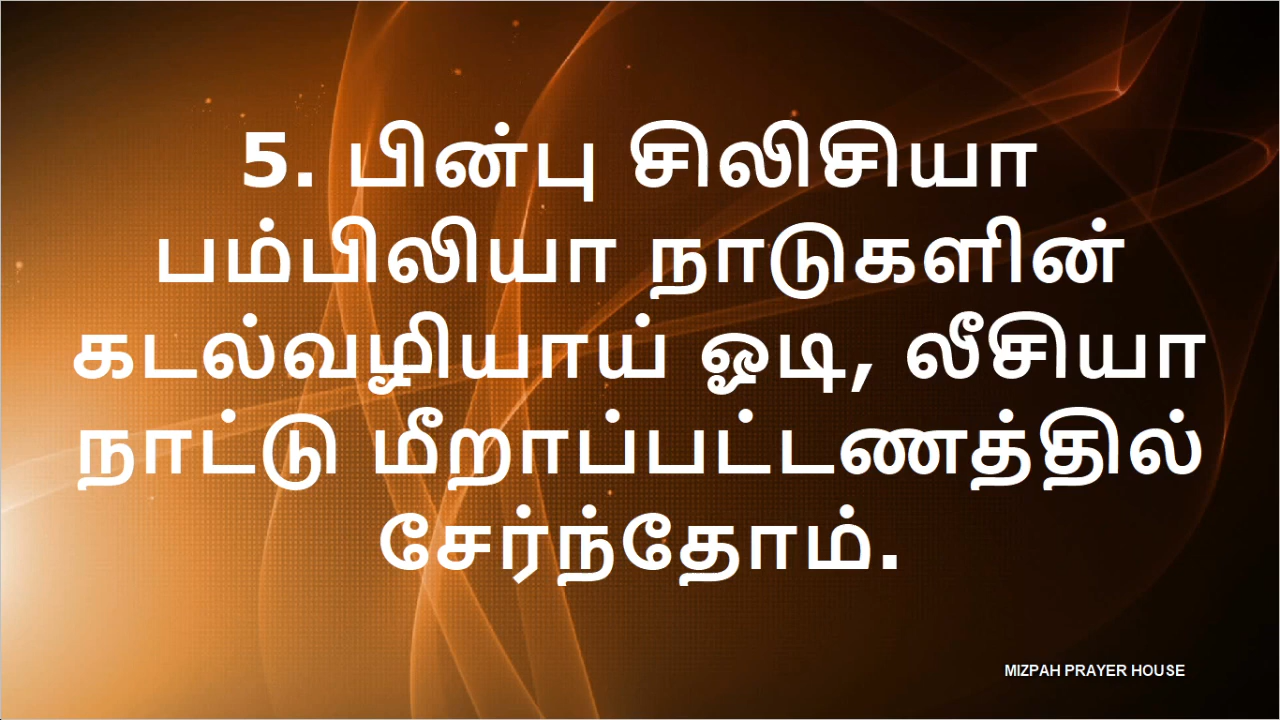 5. பின்பு சிலிசியா
பம்பிலியா நாடுகளின்
கடல்வழியாய் ஓடி, லீசியா
நாட்டு மீறாப்பட்டணத்தில்
சேர்ந்தோம்.
MIZPAH PRAYER HOUSE